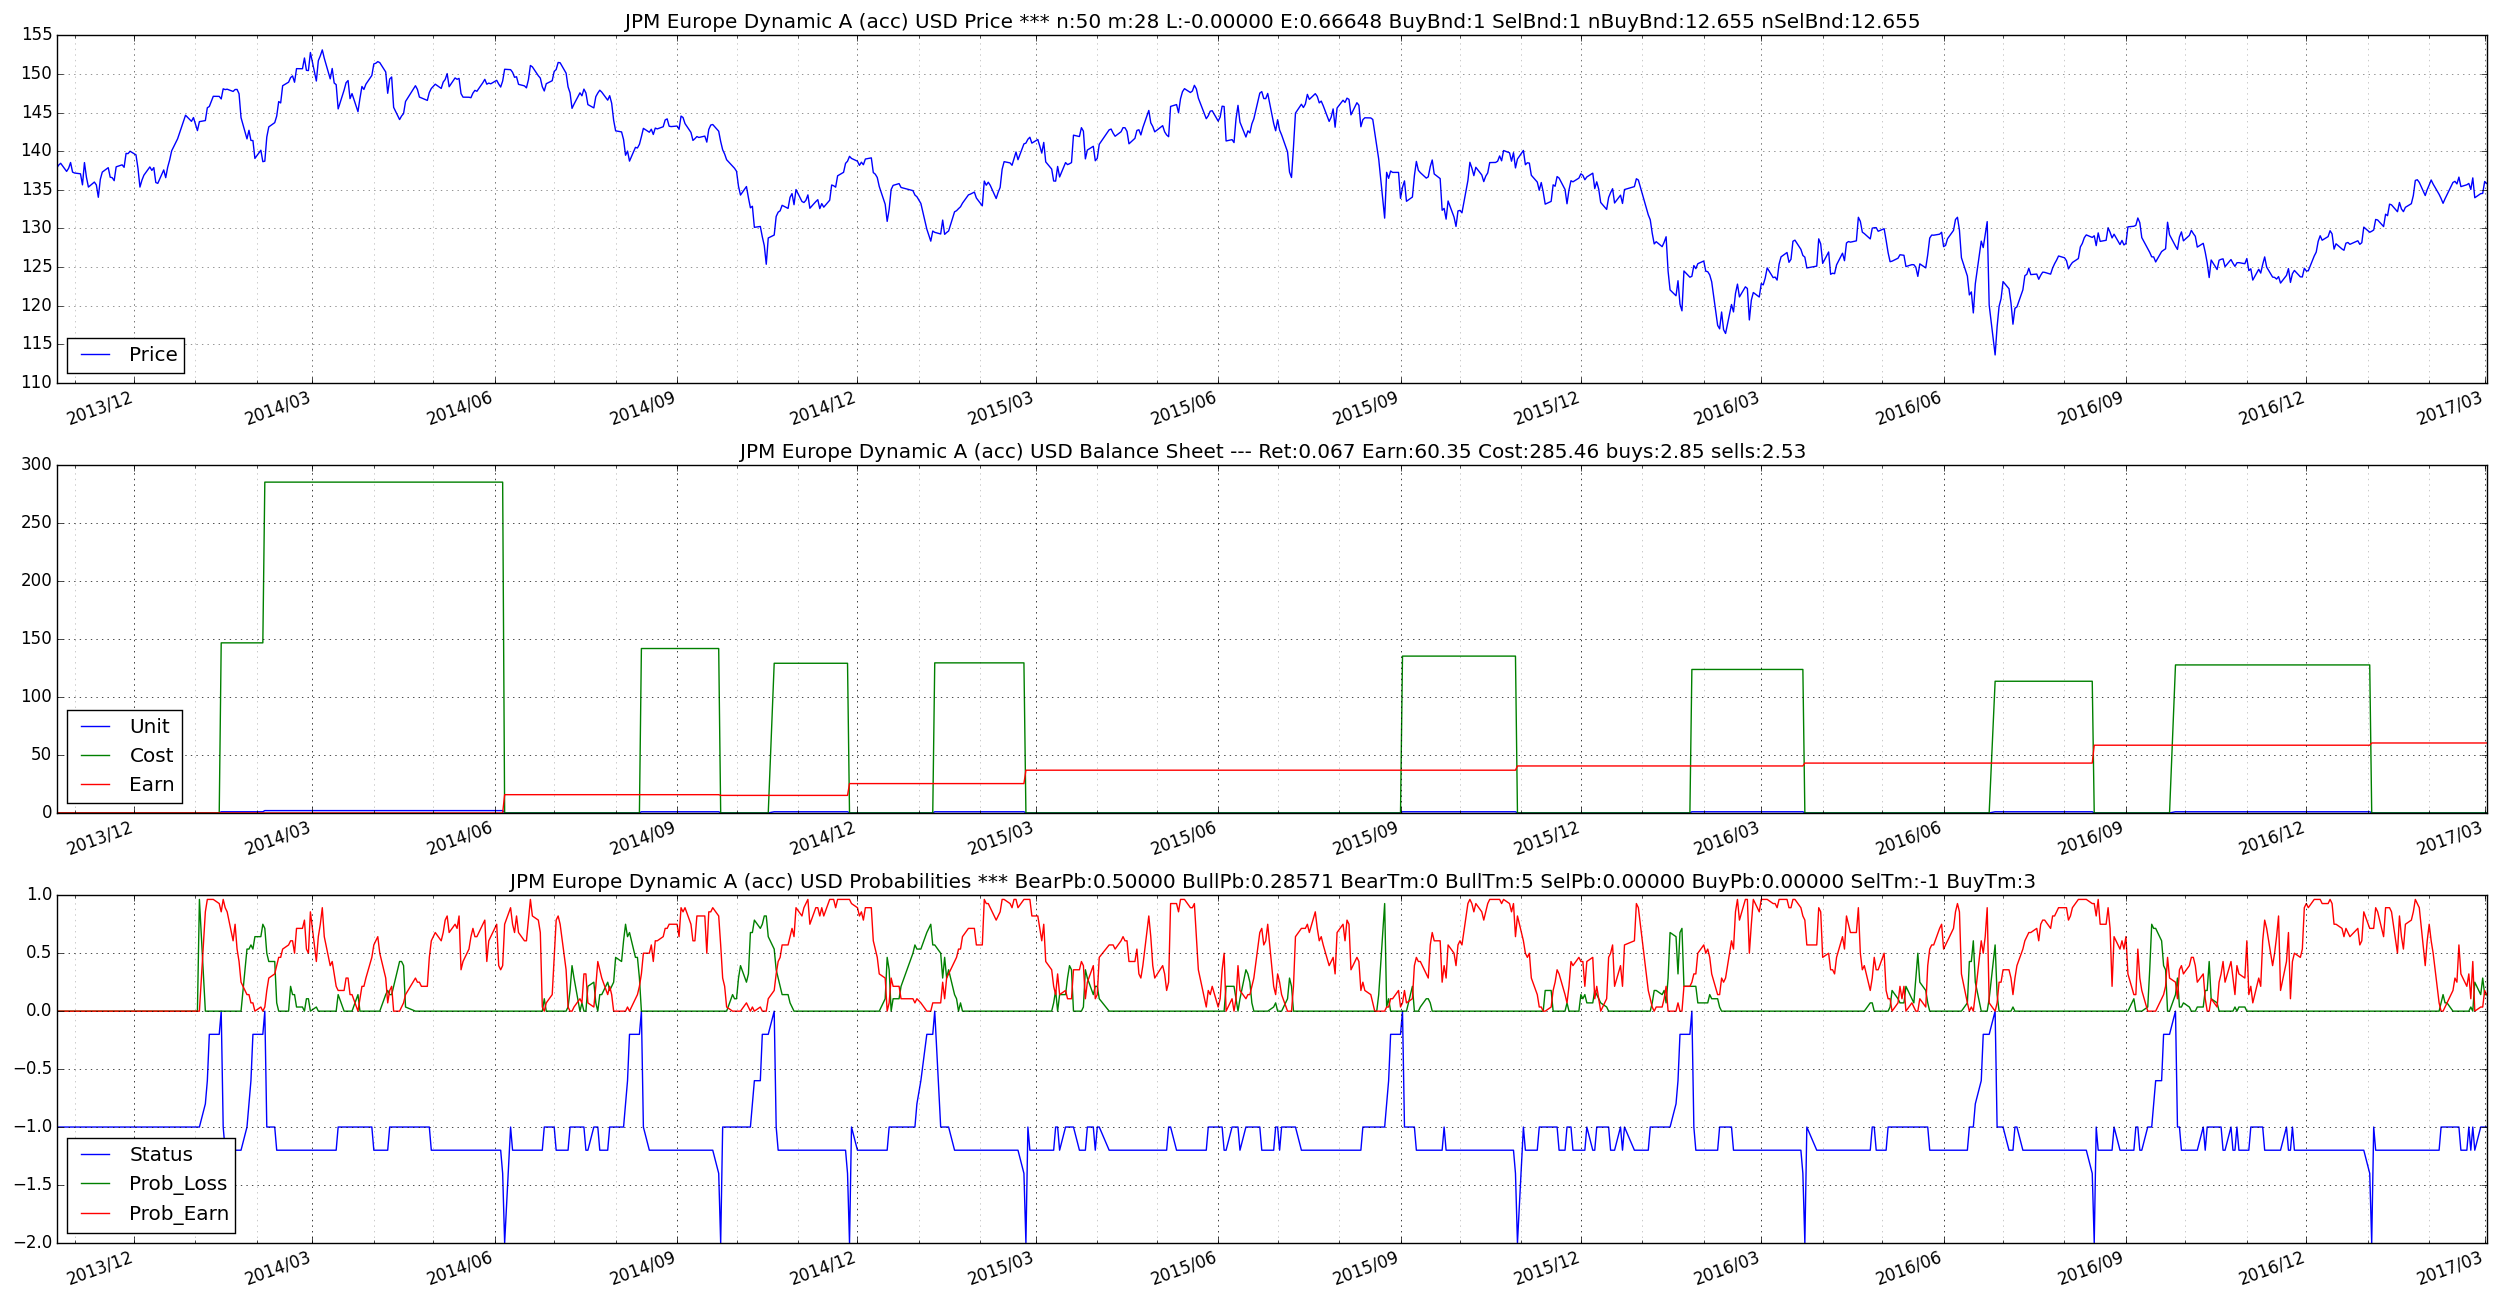 JPM Europe Dynamic A (acc) USD Price *** n:50 m:28 L:-0.00000 E:0.66648 BuyBnd:1 SelBnd:1 nBuyBnd:12.655 nSelBnd:12.655
155
150
145
140
135
130
125
120
115
110
Price
2013/12 2014/03 2014/06 2014/09 2014/12 2015/03 2015/06 2015/09 2015/12 2016/03 2016/06 2016/09 2016/12 2017/03
JPM Europe Dynamic A (acc) USD Balance Sheet --- Ret:0.067 Earn:60.35 Cost:285.46 buys:2.85 sells:2.53
300
250
200
150
100
50
0
Unit
Cost
Earn
2013/12 2014/03 2014/06 2014/09 2014/12 2015/03 2015/06 2015/09 2015/12 2016/03 2016/06 2016/09 2016/12 2017/03
JPM Europe Dynamic A (acc) USD Probabilities *** BearPb:0.50000 BullPb:0.28571 BearTm:0 BullTm:5 SelPb:0.00000 BuyPb:0.00000 SelTm:-1 BuyTm:3
1.0
0.5
0.0
−0.5
−1.0
−1.5
−2.0
Status
Prob_Loss
Prob_Earn
2013/12 2014/03 2014/06 2014/09 2014/12 2015/03 2015/06 2015/09 2015/12 2016/03 2016/06 2016/09 2016/12 2017/03